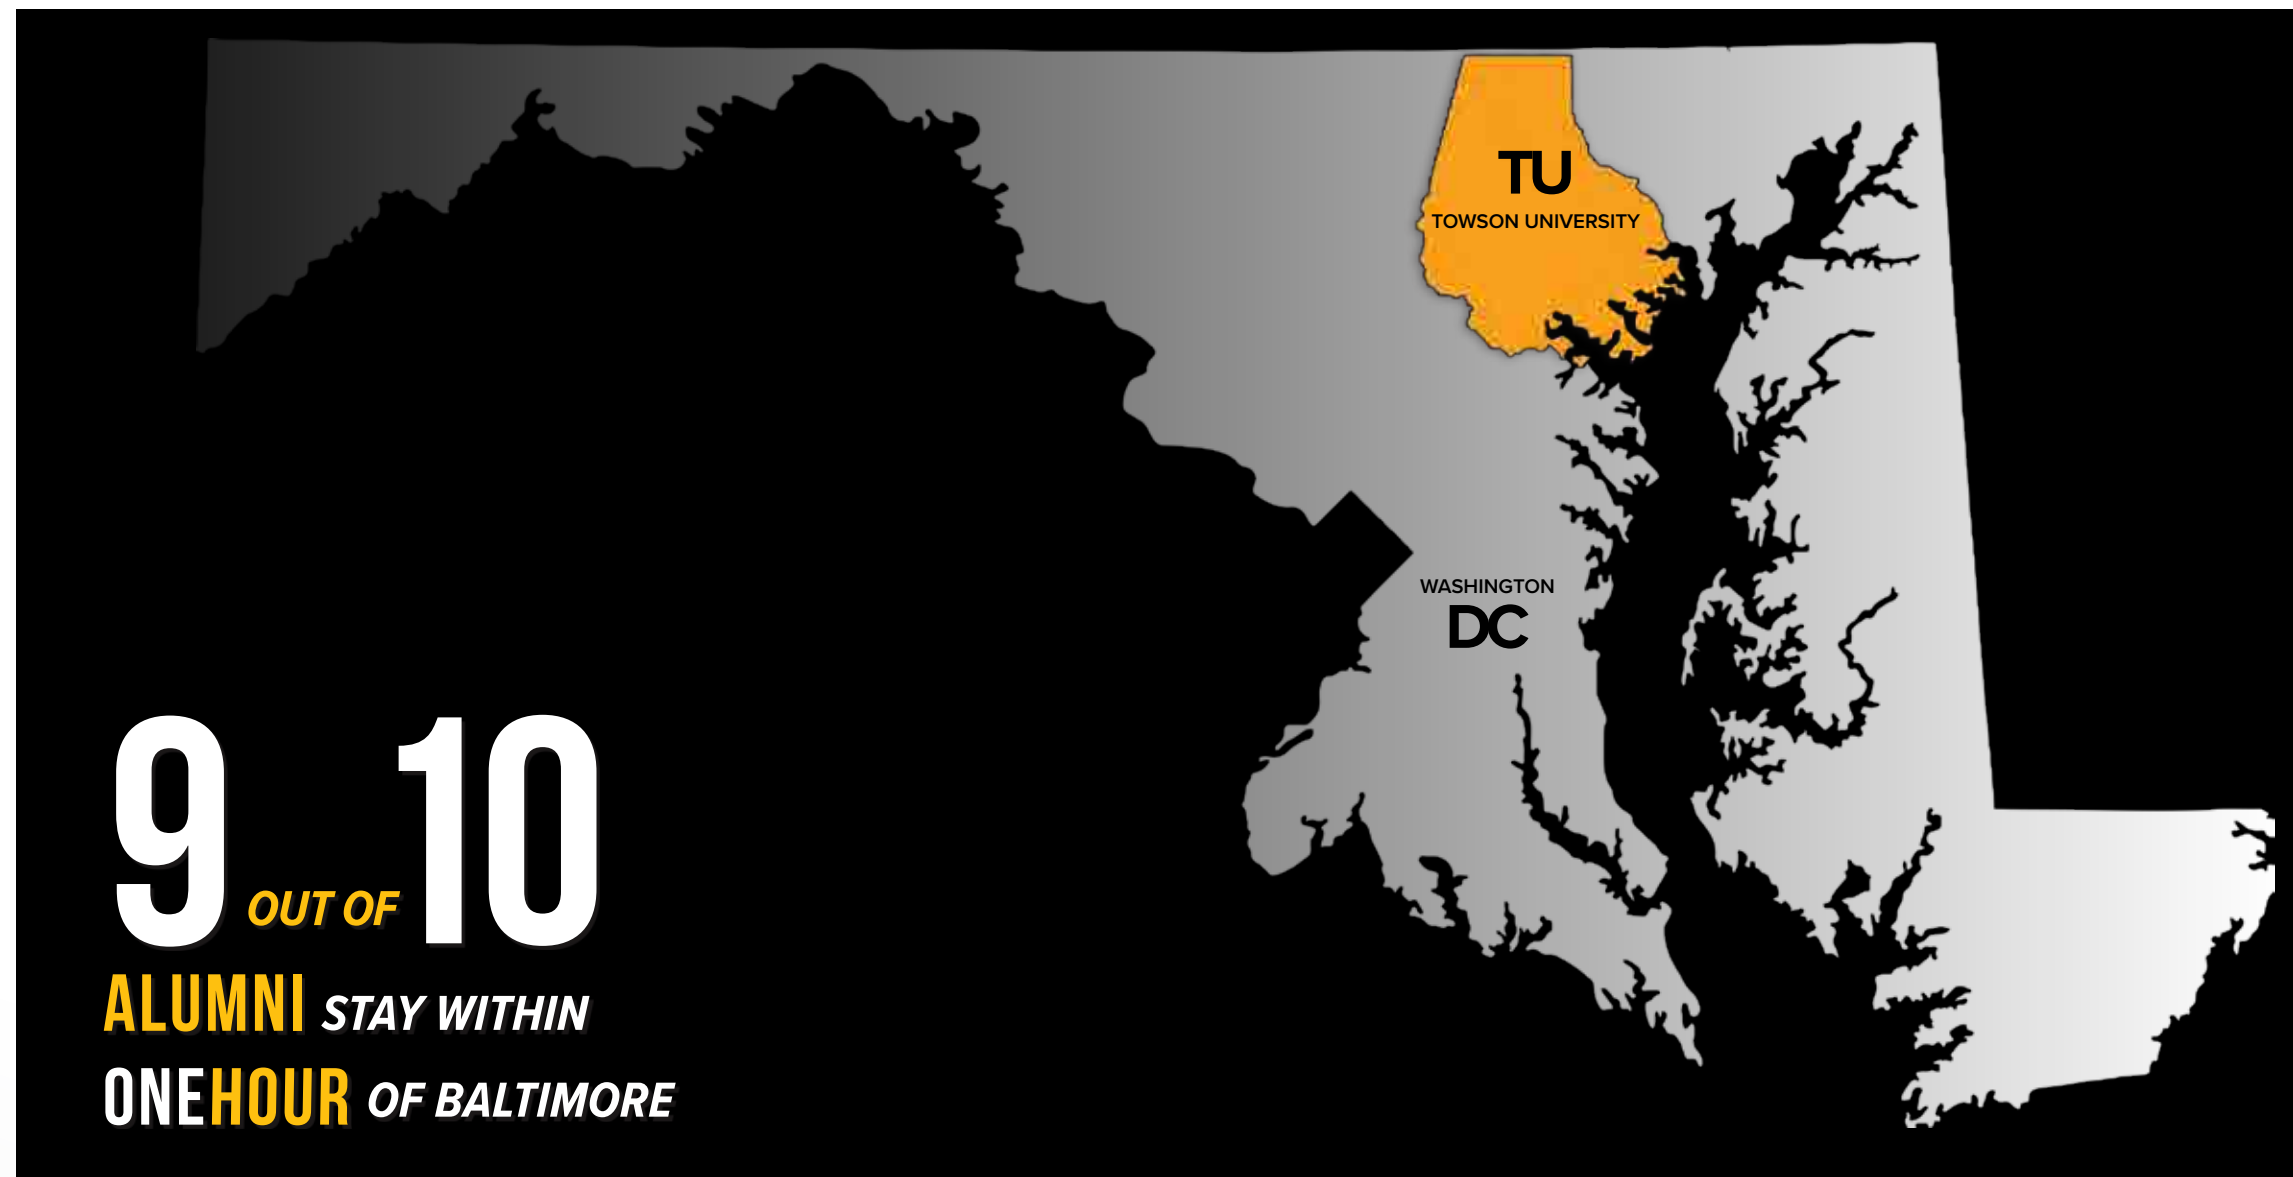 TU
TOWSON UNIVERSITY
WASHINGTON
DC
9 OUT OF 10
ALUMNI STAY WITHIN
ONEHOUR OF BALTIMORE